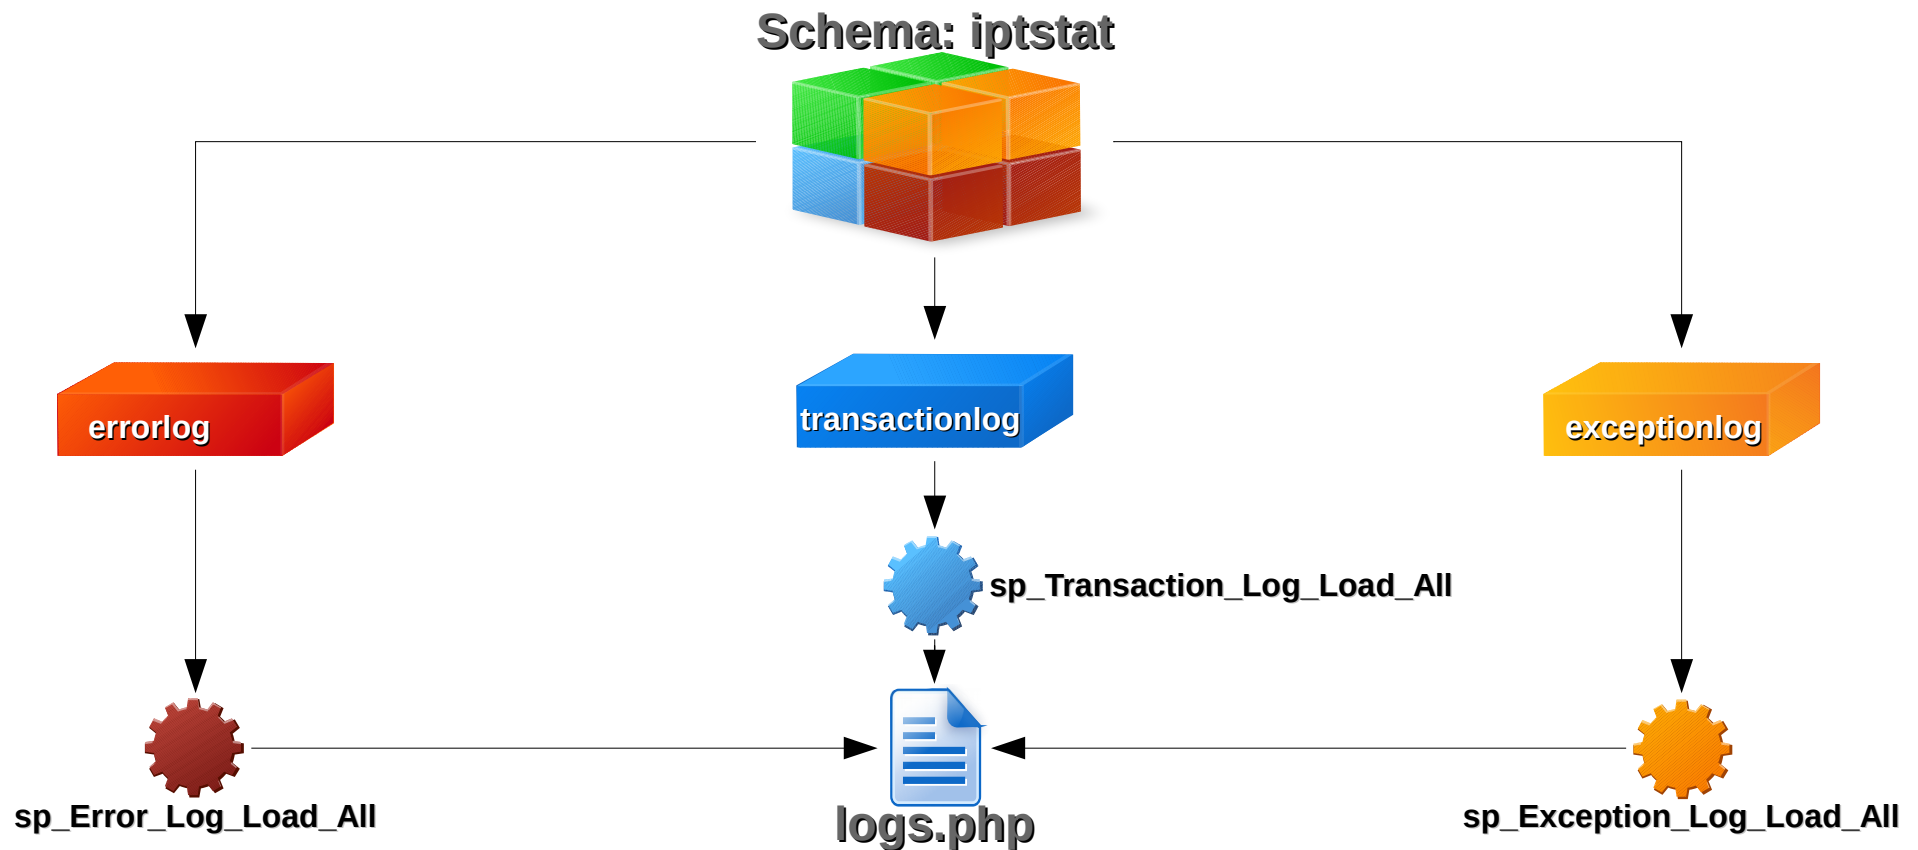 Schema: iptstat
errorlog
transactionlog
exceptionlog
sp_Transaction_Log_Load_All
sp_Error_Log_Load_All
logs.php
sp_Exception_Log_Load_All